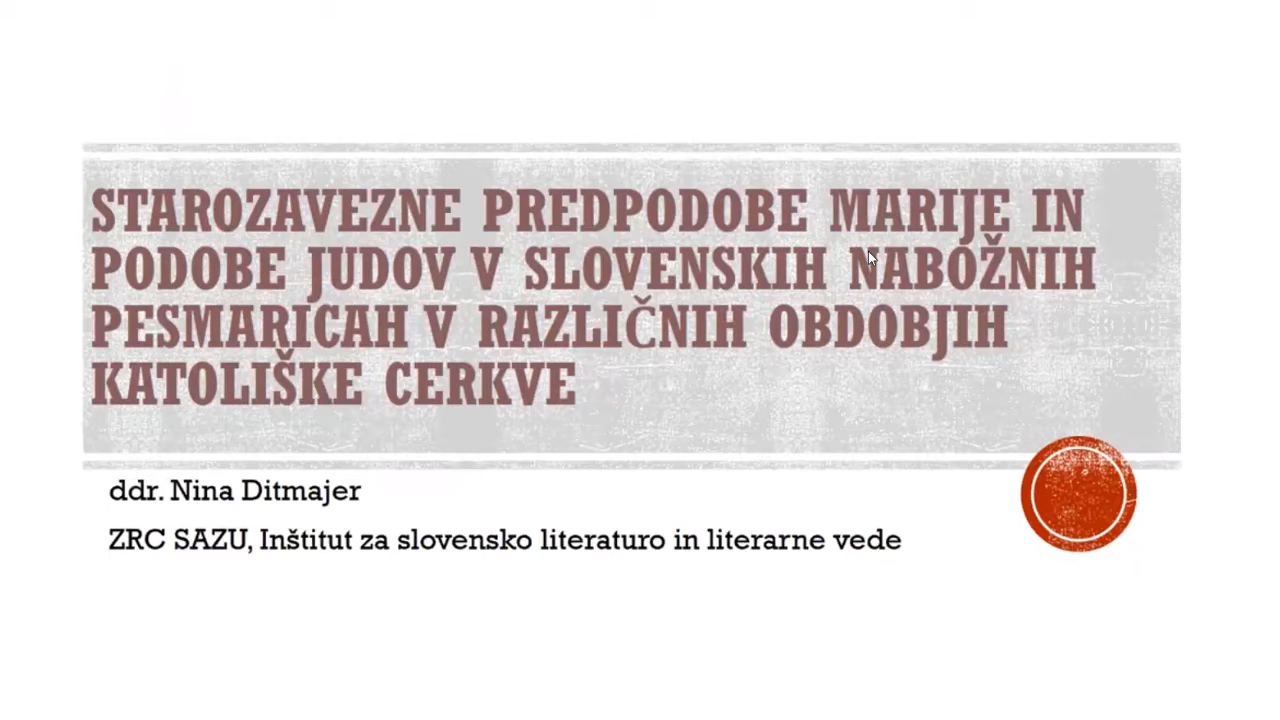 STAROZAVEZNE PREDPODOBE MARIJE IN
PODOBE JUDOV V SLOVENSKIH NABOŽNIH
PESMARICAH V RAZLIČNIH OBDOBJIH
KATOLIŠKE CERKVE
ddr. Nina Ditmajer
ZRC SAZU, Inštitut za slovensko literaturo in literarne vede